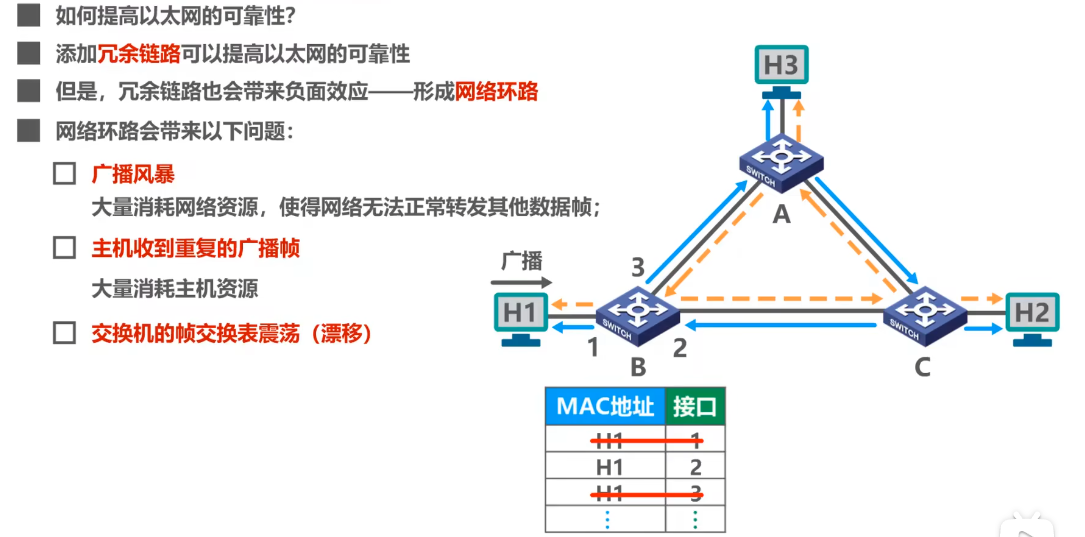 如何提高以太网的可靠性？
添加冗余链路可以提高以太网的可靠性
但是，冗余链路也会带来负面效应——形成网络环路
网络环路会带来以下问题：
广播风暴
大量消耗网络资源，使得网络无法正常转发其他数据帧；
主机收到重复的广播帧
大量消耗主机资源
交换机的帧交换表震荡（漂移）
H3
SWITCH
A
广播
3
H1
SWITCH
SWITCH
H2
1
2
B
C
MAC地址 接口
H1 1
H1 2
H1 3
⋮ ⋮